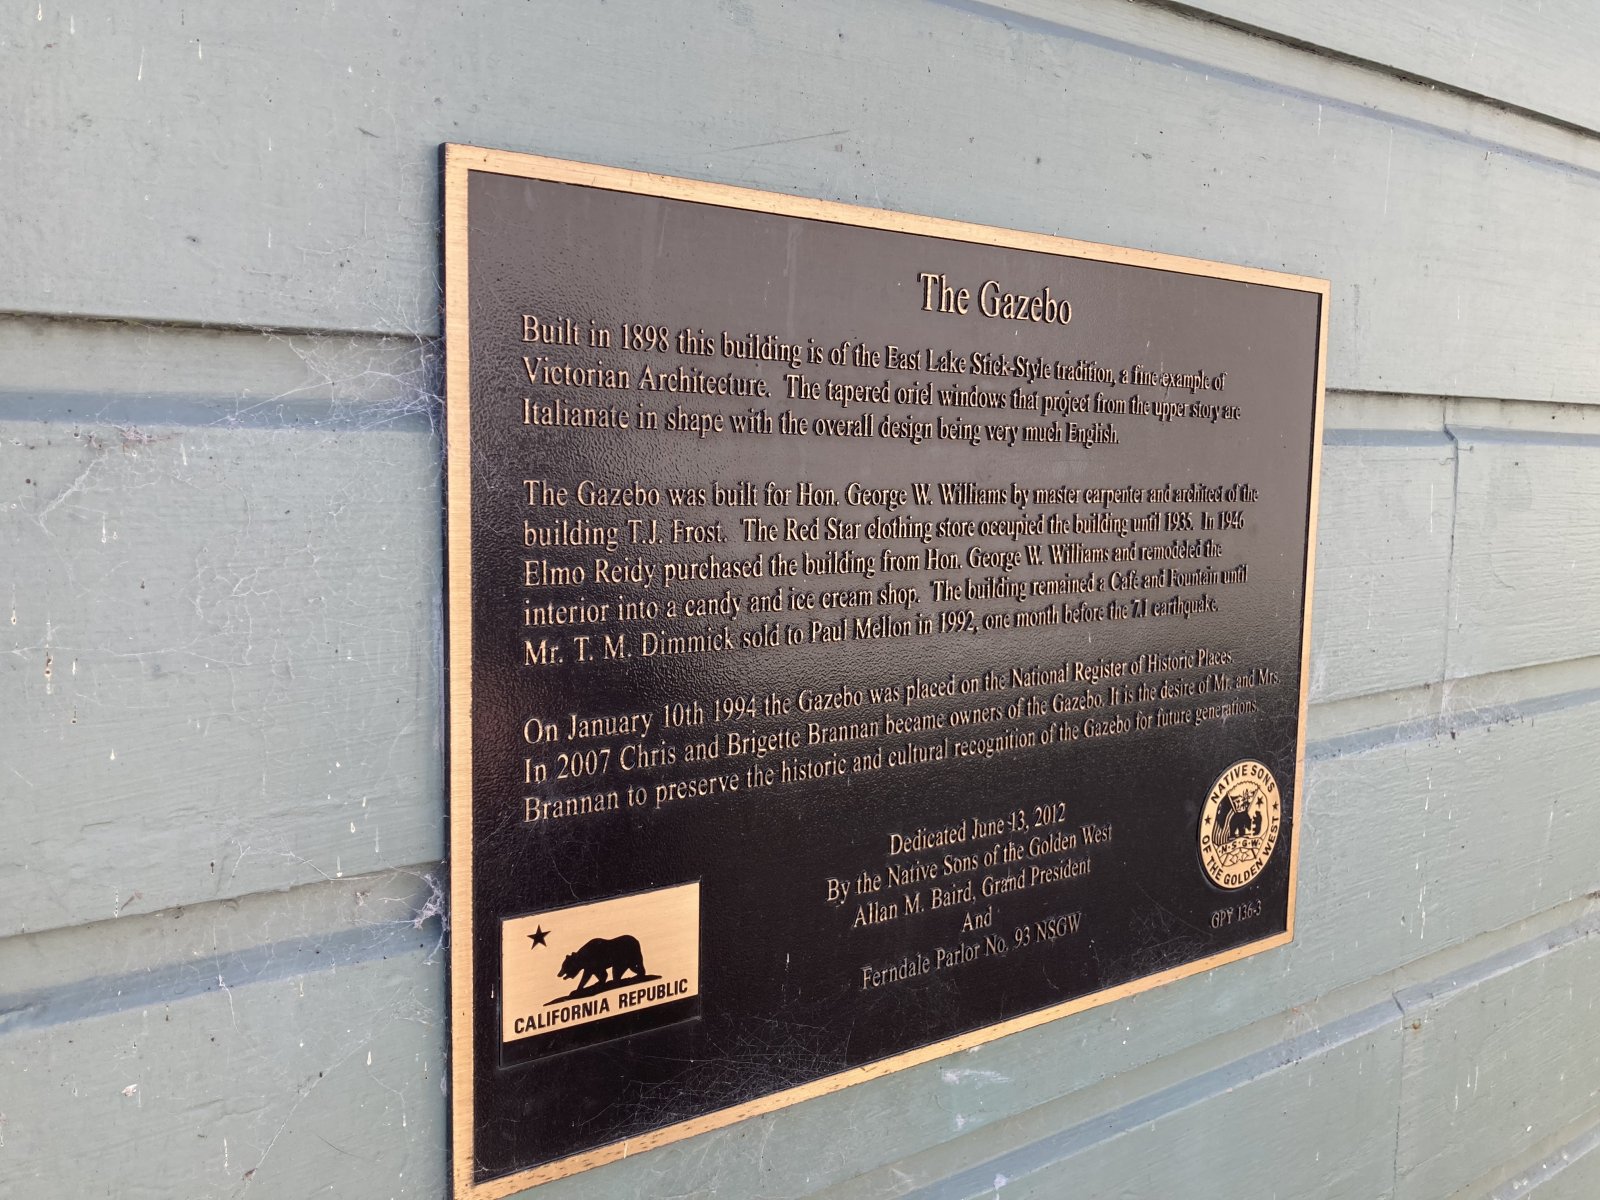 The Gazebo
Built in 1898 this building is of the East Lake Stick-Style tradition, a fine example of
Victorian Architecture. The tapered oriel windows that project from the upper story are
Italianate in shape with the overall design being very much English.
The Gazebo was built for Hon. George W. Williams by master carpenter and architect of the
building T.J. Frost. The Red Star clothing store occupied the building until 1935. In 1946
Elmo Reidy purchased the building from Hon. George W. Williams and remodeled the
interior into a candy and ice cream shop. The building remained a Café and Fountain until
Mr. T. M. Dimmick sold to Paul Mellon in 1992, one month before the 7.1 earthquake.
On January 10th 1994 the Gazebo was placed on the National Register of Historic Places.
In 2007 Chris and Brigette Brannan became owners of the Gazebo. It is the desire of Mr. and Mrs.
Brannan to preserve the historic and cultural recognition of the Gazebo for future generations.
Dedicated June 13, 2012
By the Native Sons of the Golden West
Allan M. Baird, Grand President
And
Ferndale Parlor No. 93 NSGW
CALIFORNIA REPUBLIC
NATIVE SONS
OF THE GOLDEN WEST
N.S.G.W.
GPY 136-3